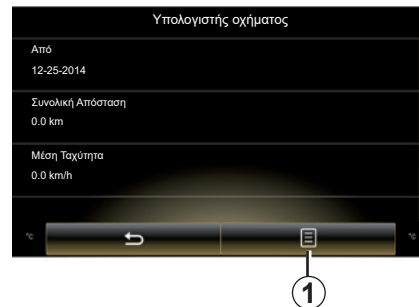 Υπολογιστής οχήματος
Από
12-25-2014
Συνολική Απόσταση
0.0 km
Μέση Ταχύτητα
0.0 km/h
°C °C
1